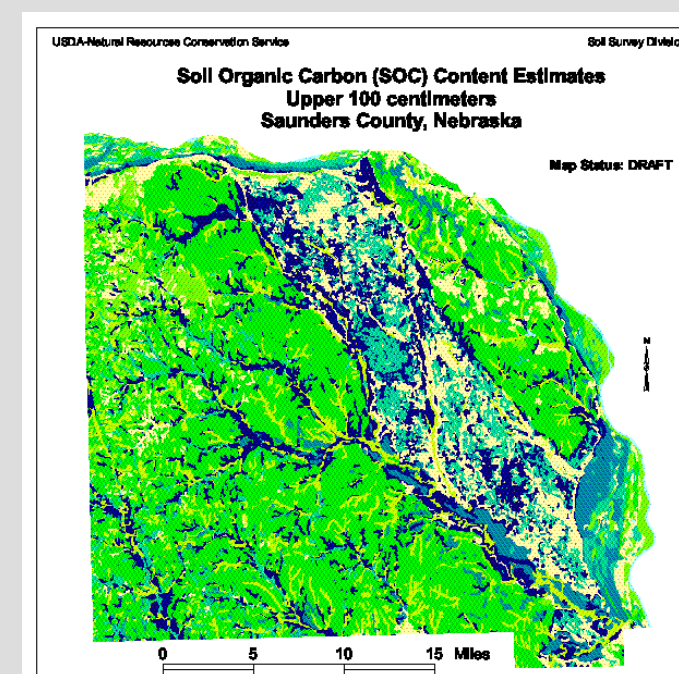 USDA-Natural Resources Conservation Service
Soil Survey Divisio
Soil Organic Carbon (SOC) Content Estimates
Upper 100 centimeters
Saunders County, Nebraska
Map Status: DRAFT
N
0 5 10 15 Miles